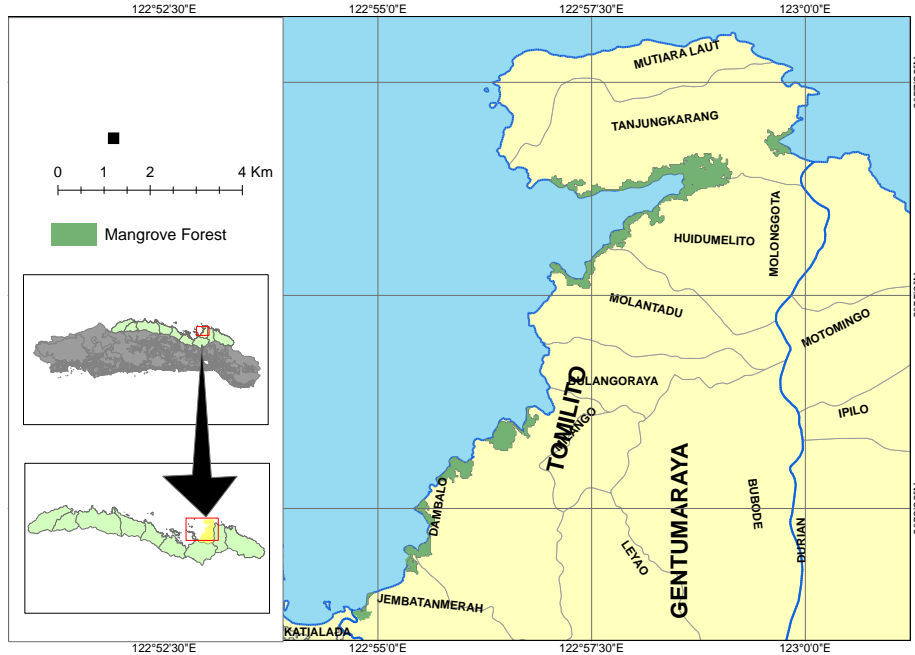 122°52'30"E 122°55'0"E 122°57'30"E 123°0'0"E
MUTIARA LAUT
TANJUNGKARANG
0 1 2 4 Km
Mangrove Forest
MOLONGGOTA
HUIDUMELITO
MOLANTADU
MOTOMINGO
DULANGORAYA
TOMILITO
IPILO
GENTUMARAYA
DAMBALO
BUBODE
DURIAN
LEYAO
JEMBATANMERAH
KATIALADA
122°52'30"E 122°55'0"E 122°57'30"E 123°0'0"E